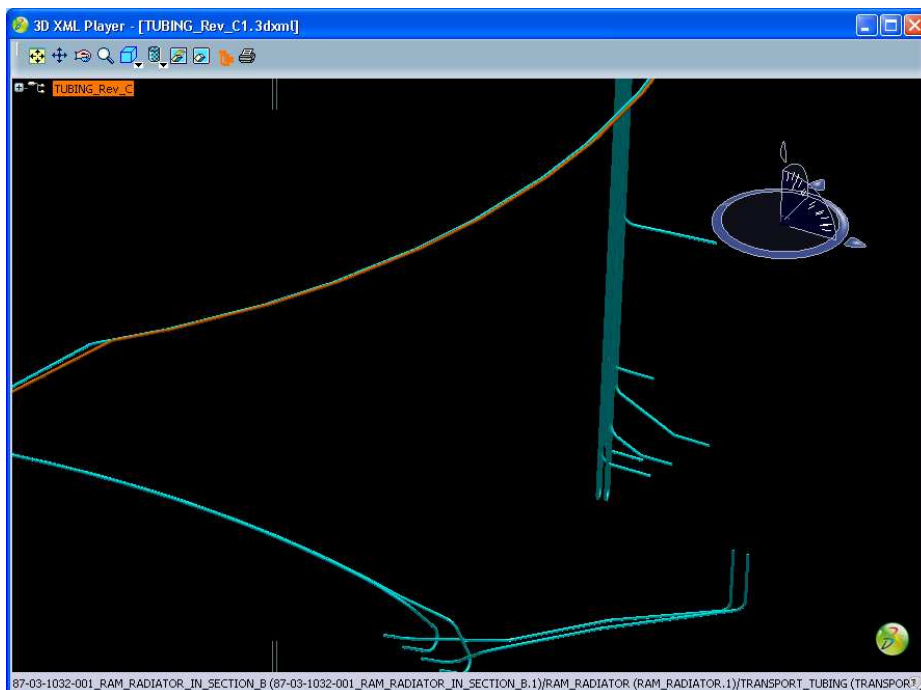 3D XML Player - [TUBING_Rev_C1.3dxml]
TUBING_Rev_C
87-03-1032-001_RAM_RADIATOR_IN_SECTION_B (87-03-1032-001_RAM_RADIATOR_IN_SECTION_B.1)/RAM_RADIATOR (RAM_RADIATOR.1)/TRANSPORT_TUBING (TRANSPORT